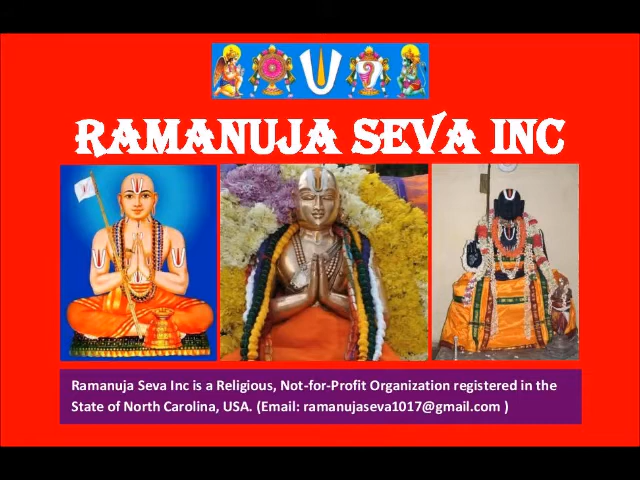 RAMANUJA SEVA INC
Ramanuja Seva Inc is a Religious, Not-for-Profit Organization registered in the
State of North Carolina, USA. (Email: ramanujaseva1017@gmail.com )